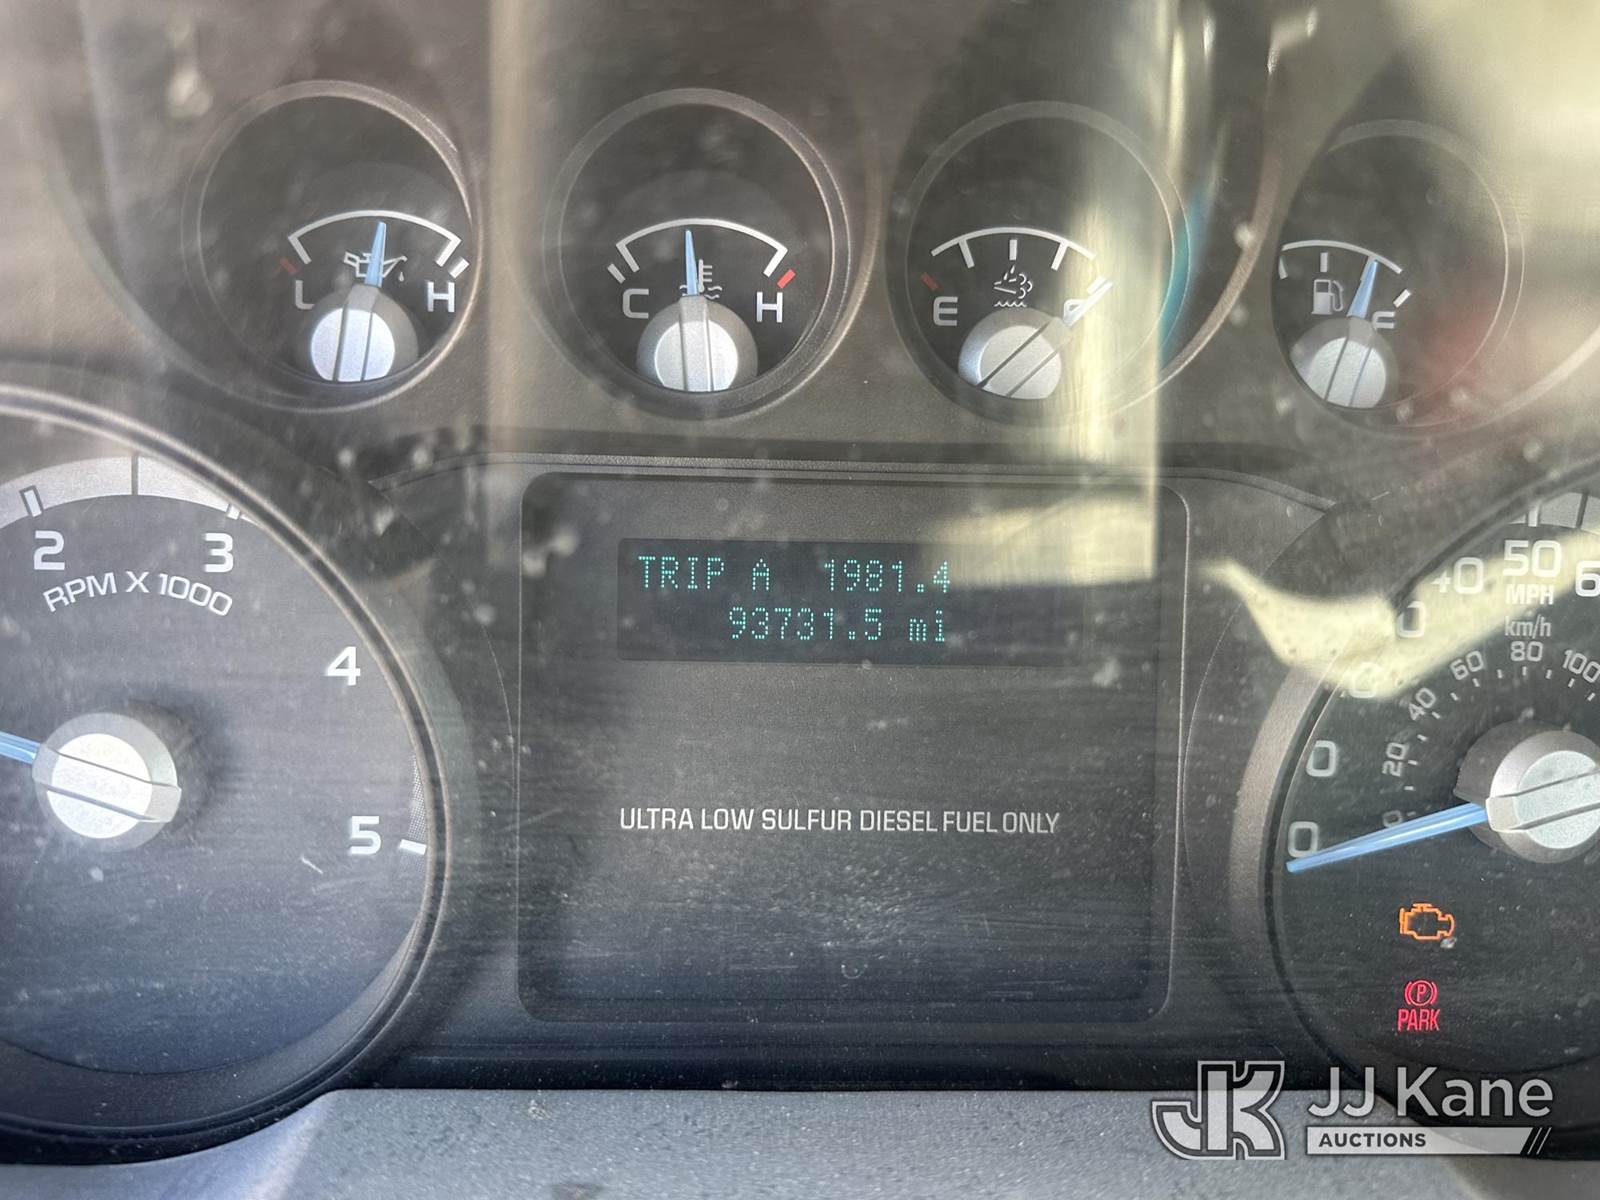 L H
C H
E F
F
2 3 4 5
RPM X 1000
TRIP A 1981.4
93731.5 mi
ULTRA LOW SULFUR DIESEL FUEL ONLY
50
MPH
km/h
20 40 60 80 100
PARK
JJ Kane
AUCTIONS